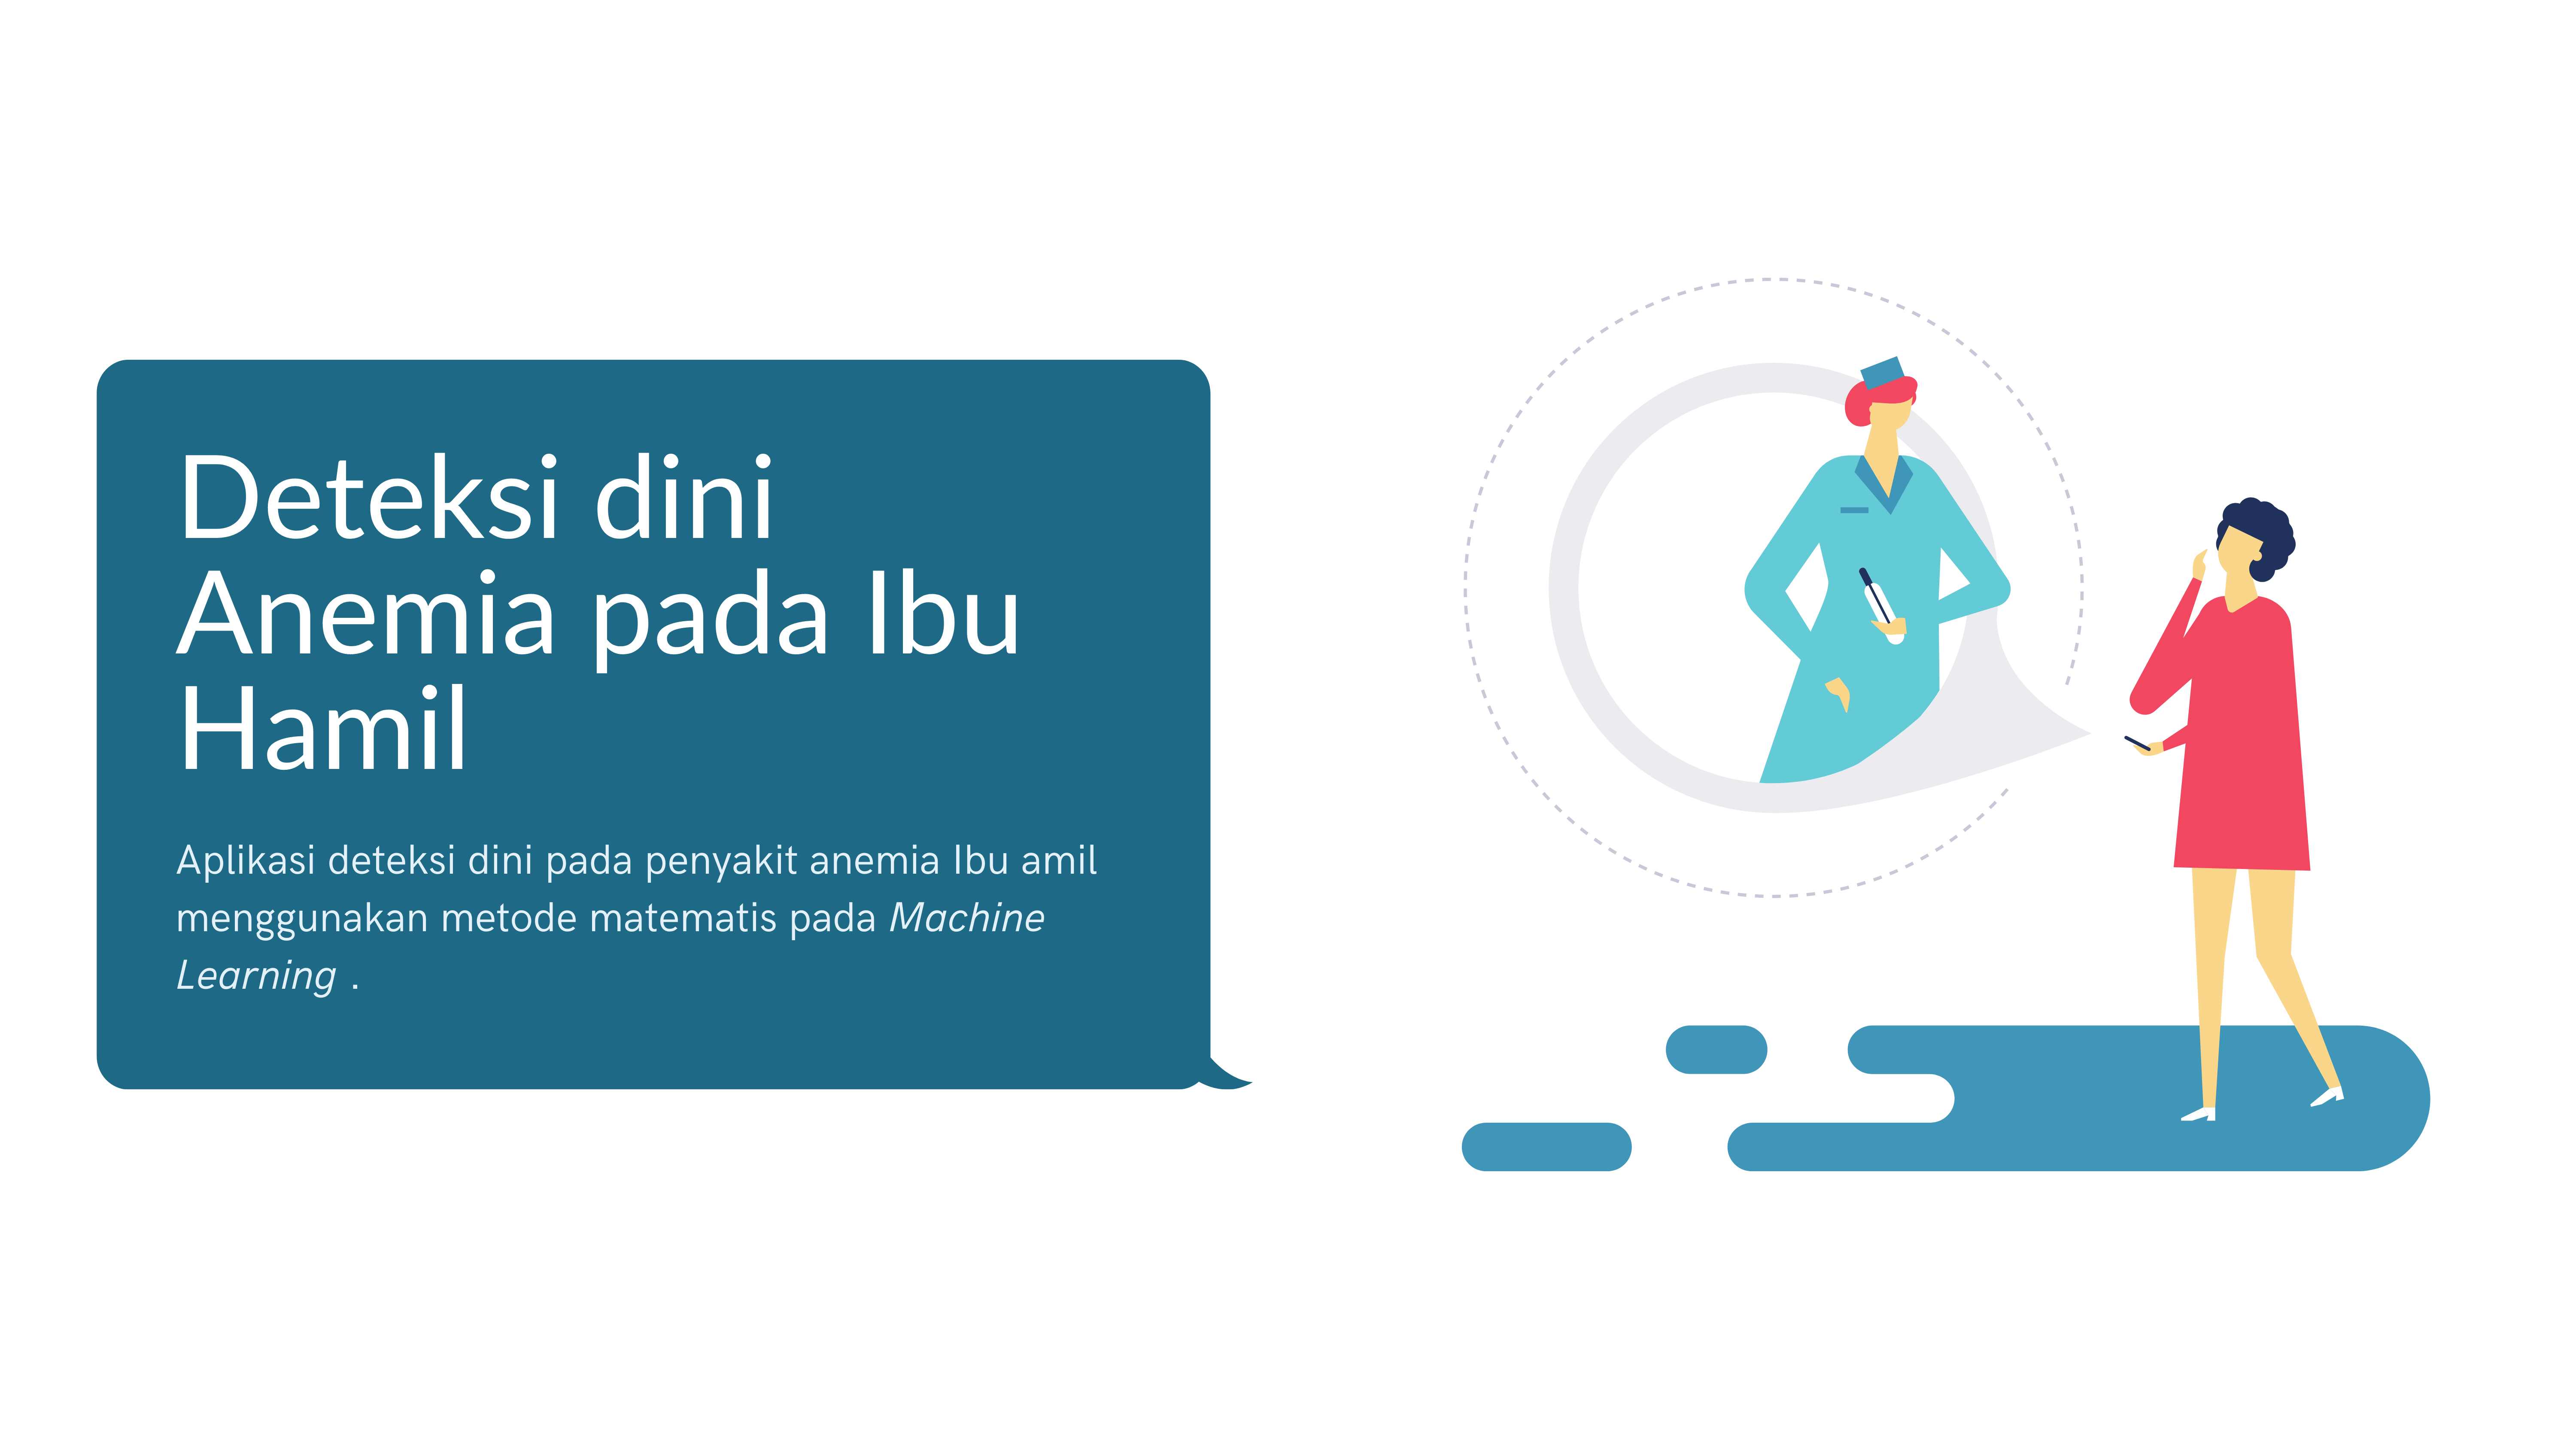 Deteksi dini
Anemia pada Ibu
Hamil
Aplikasi deteksi dini pada penyakit anemia Ibu amil
menggunakan metode matematis pada Machine
Learning .